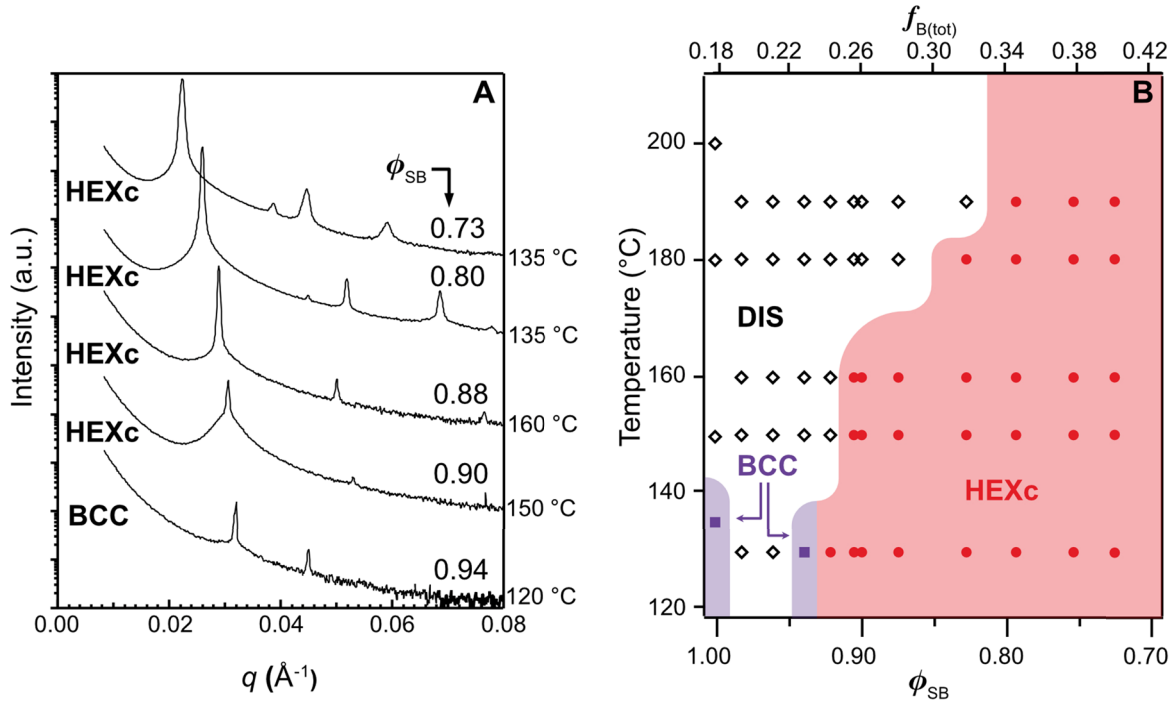 A
ϕSB
HEXc
0.73
135 °C
HEXc
0.80
135 °C
HEXc
0.88
160 °C
HEXc
0.90
150 °C
BCC
0.94
120 °C
Intensity (a.u.)
0.00 0.02 0.04 0.06 0.08
q (Å-1)
fB(tot)
0.18 0.22 0.26 0.30 0.34 0.38 0.42
B
200
180
160
140
120
Temperature (°C)
DIS
BCC
HEXc
1.00 0.90 0.80 0.70
ϕSB